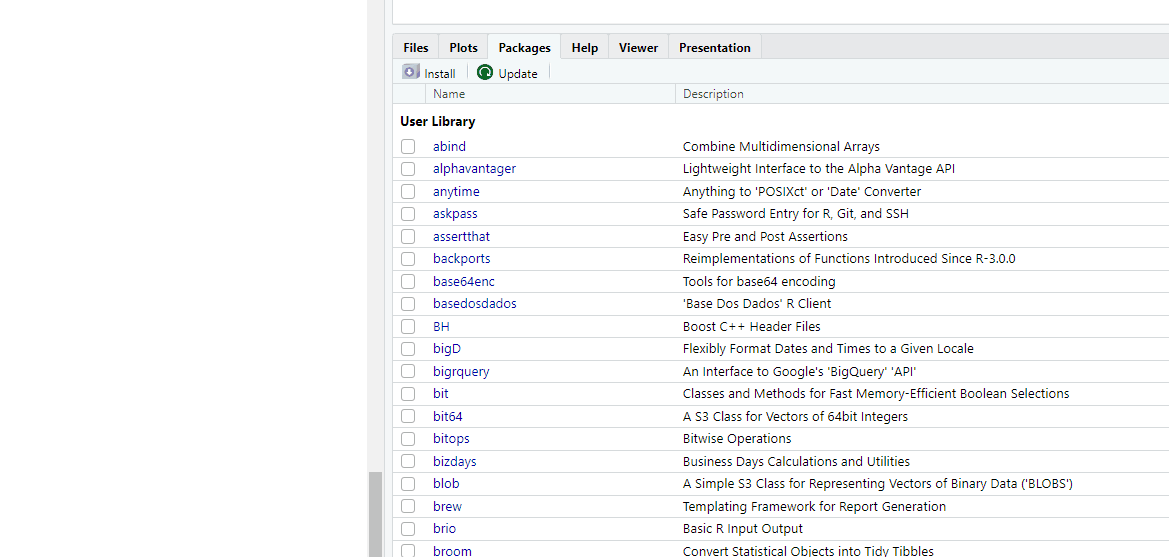 Files Plots Packages Help Viewer Presentation
Install Update
Name Description
User Library
abind Combine Multidimensional Arrays
alphavantager Lightweight Interface to the Alpha Vantage API
anytime Anything to 'POSIXct' or 'Date' Converter
askpass Safe Password Entry for R, Git, and SSH
assertthat Easy Pre and Post Assertions
backports Reimplementations of Functions Introduced Since R-3.0.0
base64enc Tools for base64 encoding
basedosdados 'Base Dos Dados' R Client
BH Boost C++ Header Files
bigD Flexibly Format Dates and Times to a Given Locale
bigrquery An Interface to Google's 'BigQuery' 'API'
bit Classes and Methods for Fast Memory-Efficient Boolean Selections
bit64 A S3 Class for Vectors of 64bit Integers
bitops Bitwise Operations
bizdays Business Days Calculations and Utilities
blob A Simple S3 Class for Representing Vectors of Binary Data ('BLOBS')
brew Templating Framework for Report Generation
brio Basic R Input Output
broom Convert Statistical Objects into Tidy Tibbles